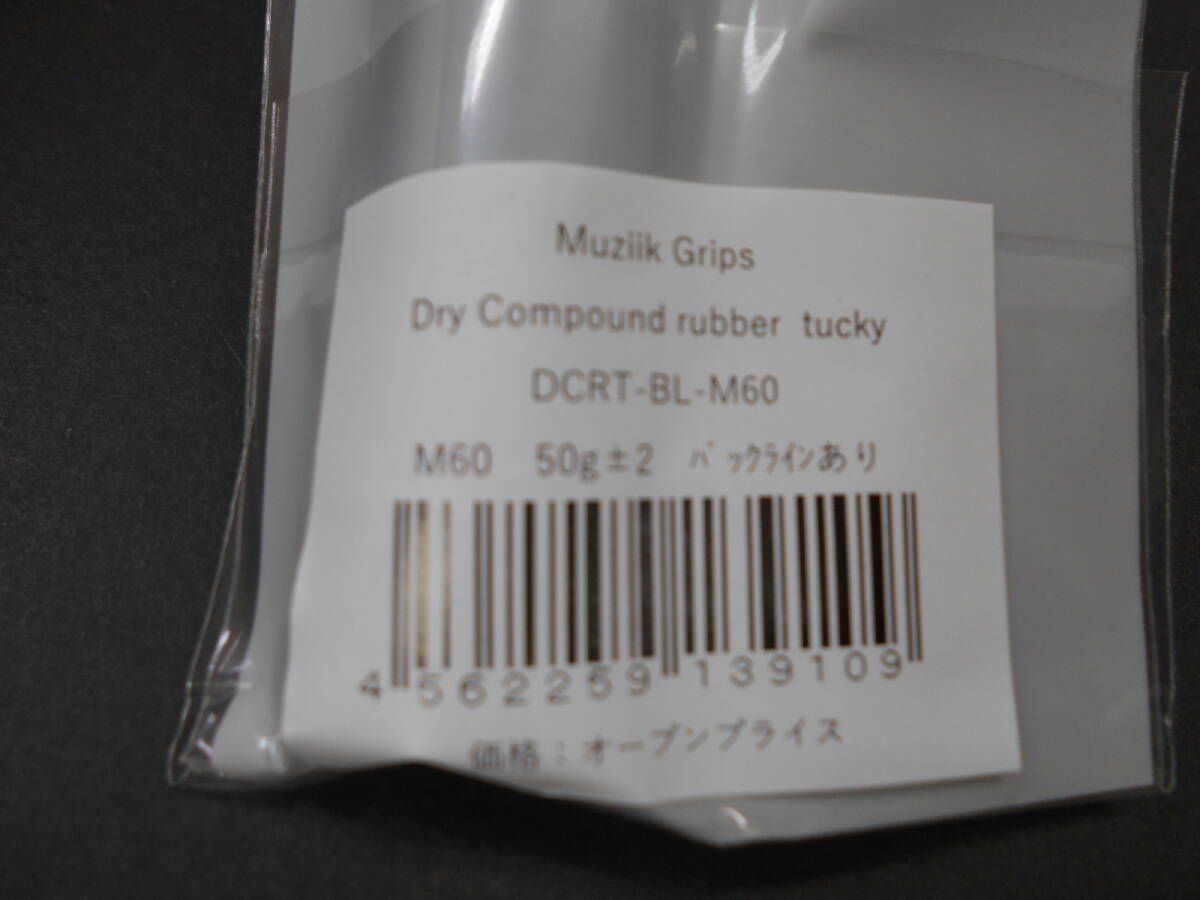 Muziik Grips
Dry Compound rubber tucky
DCRT-BL-M60
M60 50g±2 ﾊﾞｯｸﾗｲﾝあり
4 562259 139109
価格：オープンプライス